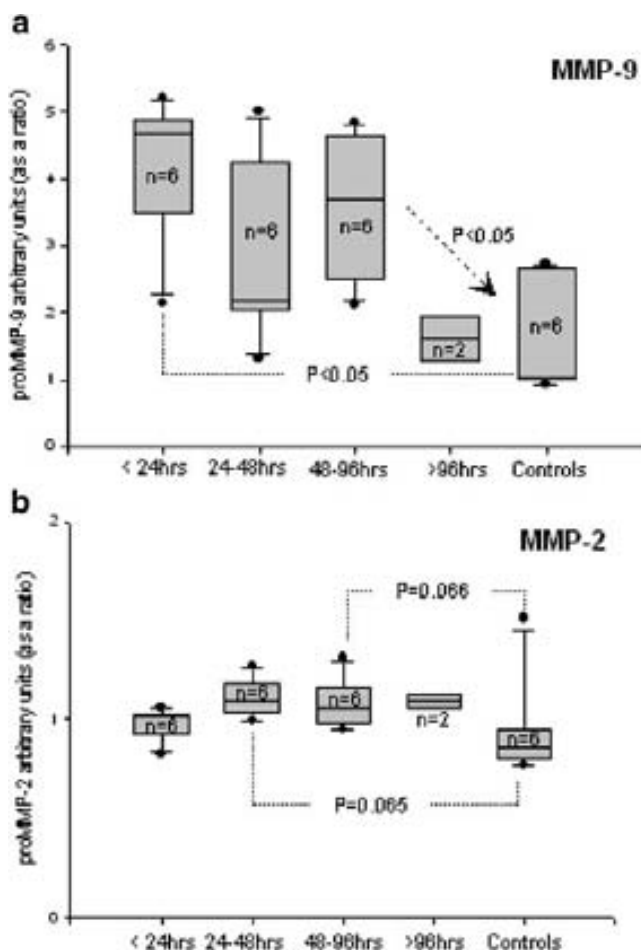 a
6
MMP-9
5
n=6
4
n=6
n=6
P<0.05
3
n=6
2
n=2
P<0.05
1
0
proMMP-9 arbitrary units (as a ratio)
< 24hrs 24-48hrs 48-96hrs >96hrs Controls
b
2
MMP-2
P=0.066
n=6
n=6
1
n=6
n=2
n=6
P=0.065
0
proMMP-2 arbitrary units (as a ratio)
< 24hrs 24-48hrs 48-96hrs >96hrs Controls